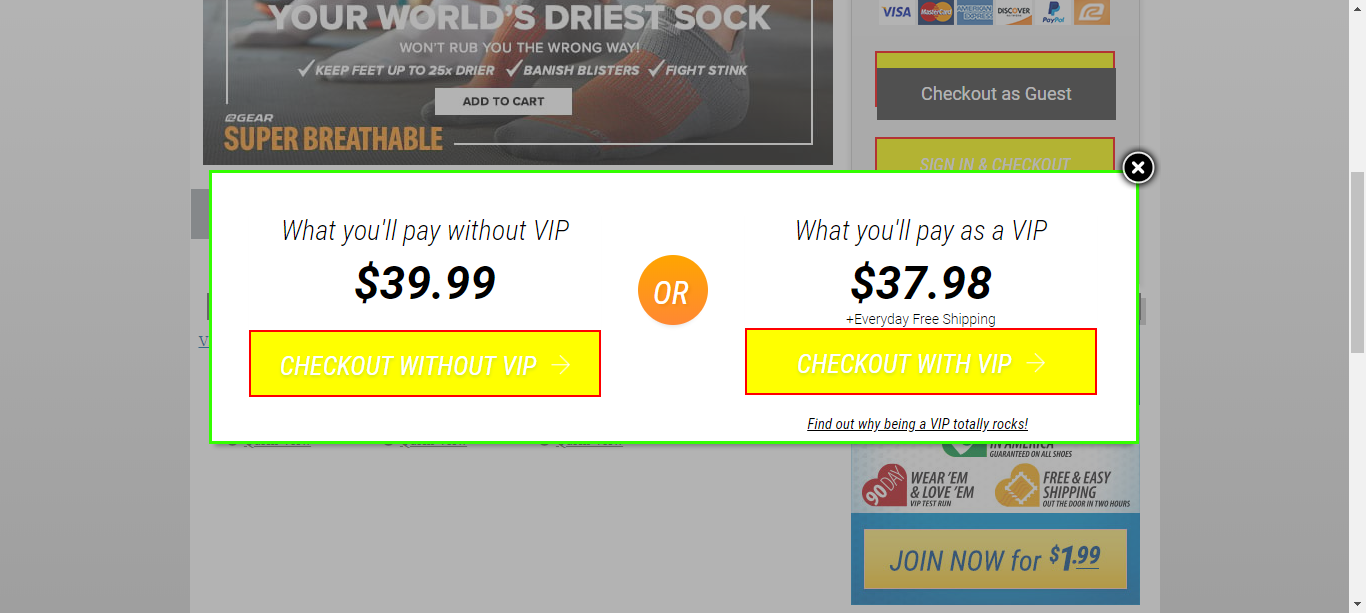 YOUR WORLD'S DRIEST SOCK
WON'T RUB YOU THE WRONG WAY!
KEEP FEET UP TO 25x DRIER BANISH BLISTERS FIGHT STINK
ADD TO CART
GEAR
SUPER BREATHABLE
VISA MasterCard AMERICAN EXPRESS DISCOVER PayPal
Checkout as Guest
SIGN IN & CHECKOUT
What you'll pay without VIP
$39.99
CHECKOUT WITHOUT VIP →
OR
What you'll pay as a VIP
$37.98
+Everyday Free Shipping
CHECKOUT WITH VIP →
Find out why being a VIP totally rocks!
V
IN AMERICA
GUARANTEED ON ALL SHOES
90 DAY
WEAR 'EM
& LOVE 'EM
VIP TEST RUN
FREE & EASY
SHIPPING
OUT THE DOOR IN TWO HOURS
JOIN NOW for $1.99